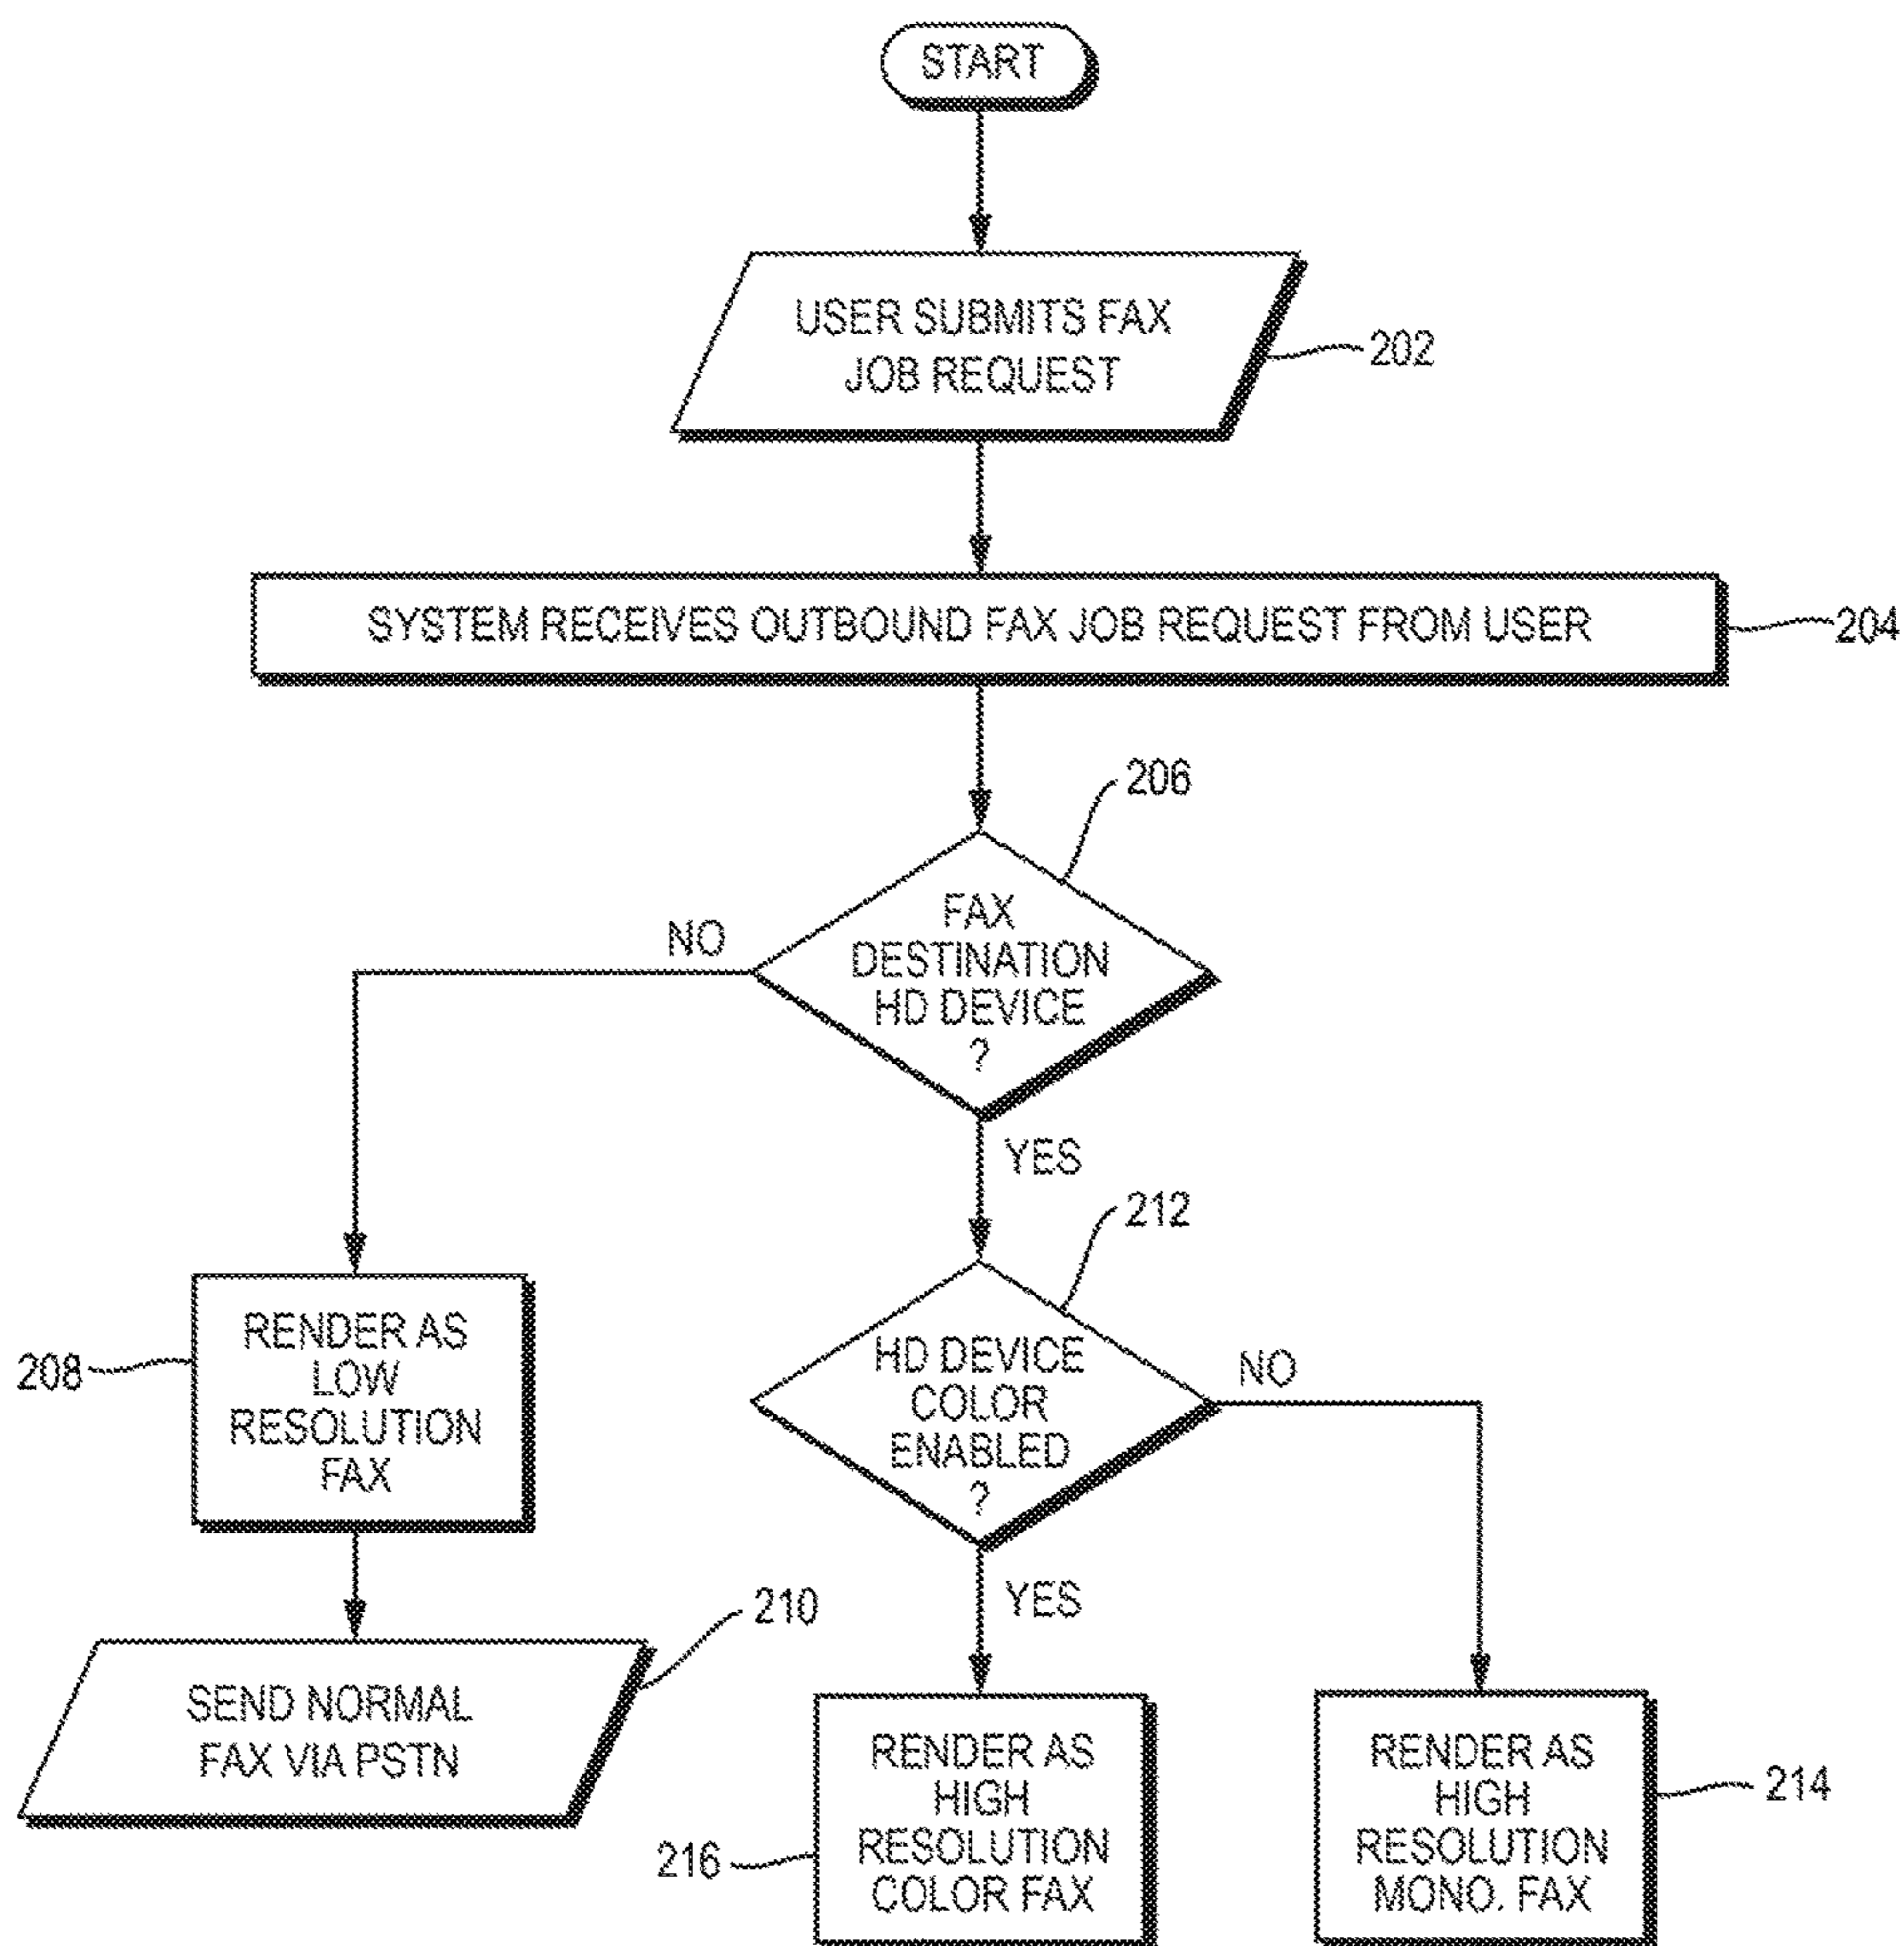 START
USER SUBMITS FAX
JOB REQUEST
202
SYSTEM RECEIVES OUTBOUND FAX JOB REQUEST FROM USER
204
206
FAX
DESTINATION
HD DEVICE
?
NO
YES
212
RENDER AS
LOW
RESOLUTION
FAX
208
HD DEVICE
COLOR
ENABLED
?
NO
YES
210
SEND NORMAL
FAX VIA PSTN
RENDER AS
HIGH
RESOLUTION
COLOR FAX
216
RENDER AS
HIGH
RESOLUTION
MONO. FAX
214